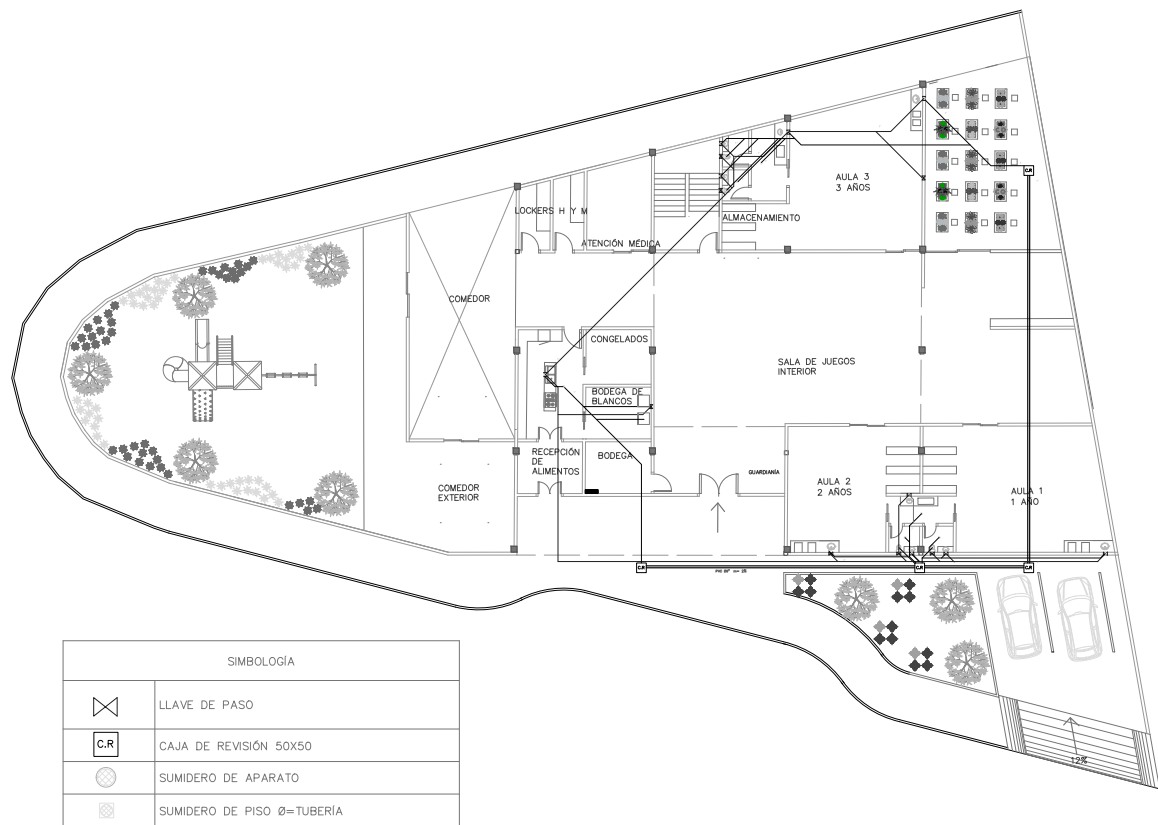 C.R
AULA 3
3 AÑOS
LOCKERS H Y M
ALMACENAMIENTO
ATENCIÓN MÉDICA
COMEDOR
CONGELADOS
SALA DE JUEGOS
INTERIOR
BODEGA DE
BLANCOS
RECEPCIÓN
DE
ALIMENTOS
BODEGA
GUARDIANÍA
COMEDOR
EXTERIOR
AULA 2
2 AÑOS
AULA 1
1 AÑO
C.R
C.R
C.R
12%
SIMBOLOGÍA
LLAVE DE PASO
C.R
CAJA DE REVISIÓN 50X50
SUMIDERO DE APARATO
SUMIDERO DE PISO Ø=TUBERÍA